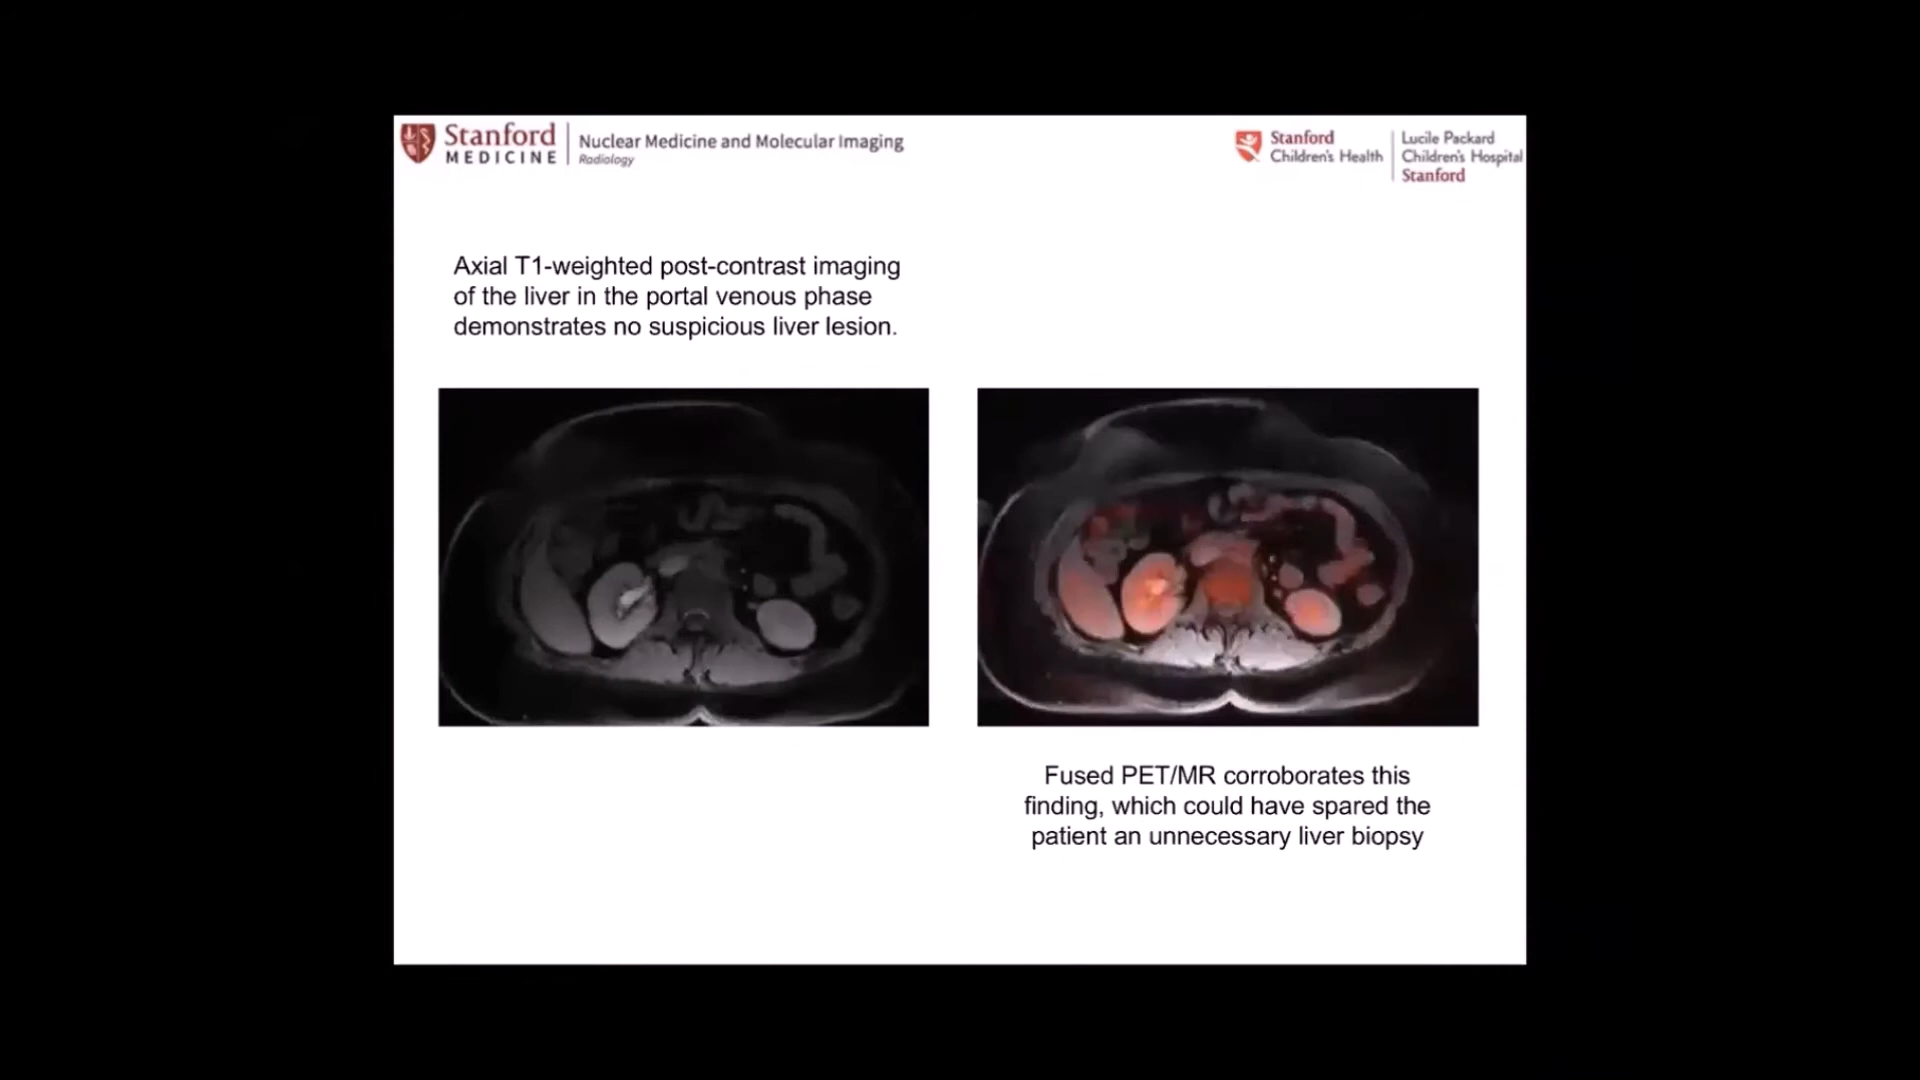 Stanford
MEDICINE
Nuclear Medicine and Molecular Imaging
Radiology
Stanford
Children's Health
Lucile Packard
Children's Hospital
Stanford
Axial T1-weighted post-contrast imaging
of the liver in the portal venous phase
demonstrates no suspicious liver lesion.
Fused PET/MR corroborates this
finding, which could have spared the
patient an unnecessary liver biopsy